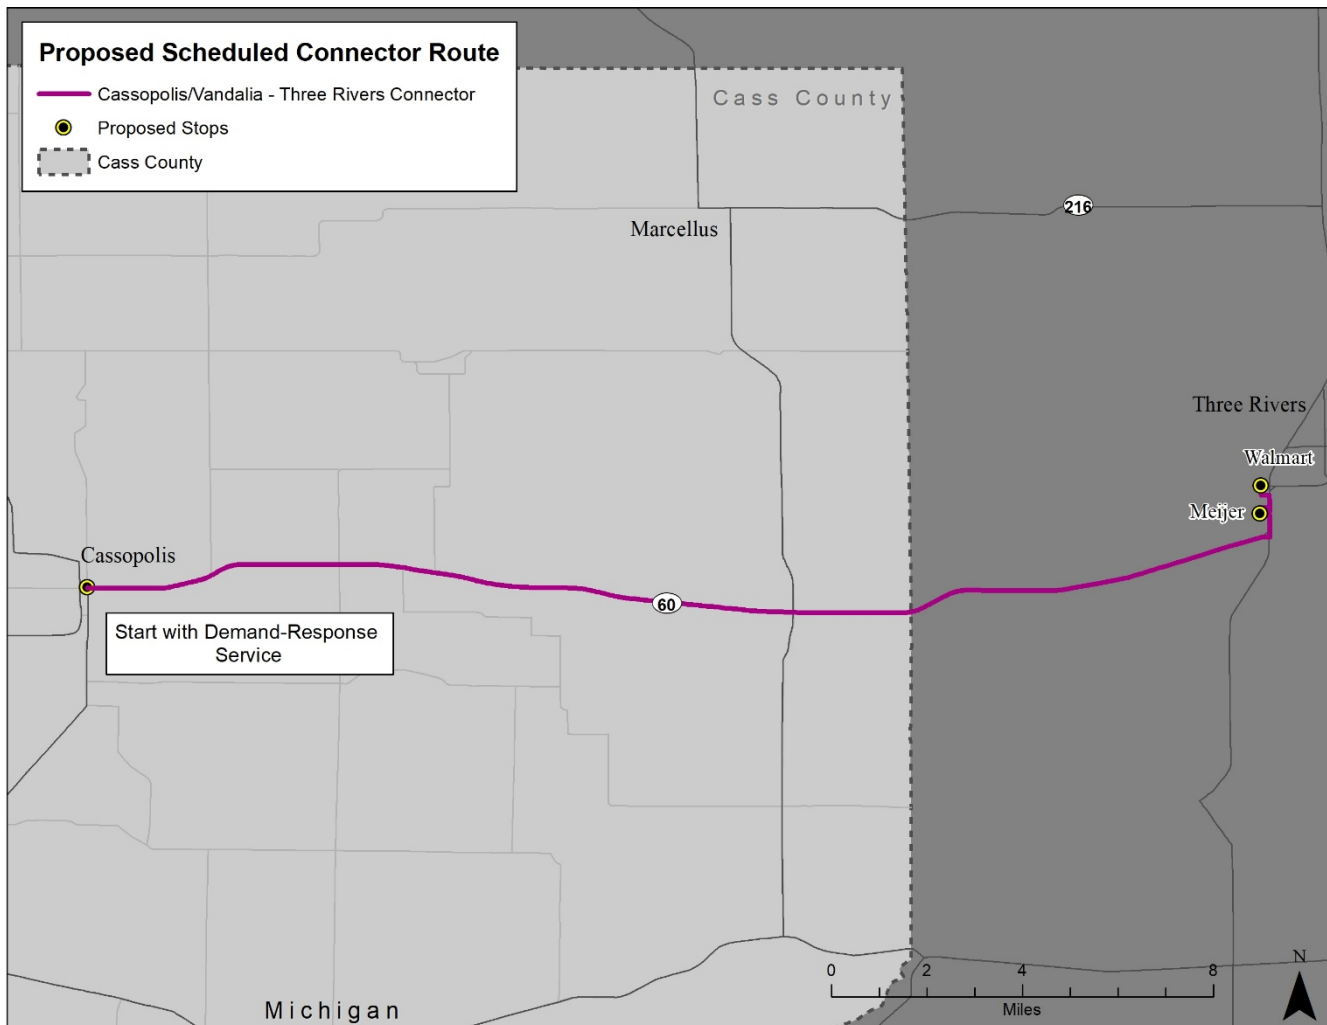 Proposed Scheduled Connector Route
Cassopolis/Vandalia - Three Rivers Connector
Proposed Stops
Cass County
Cass County
216
Marcellus
Three Rivers
Walmart
Meijer
Cassopolis
60
Start with Demand-Response
Service
N
0 2 4 8
Miles
Michigan